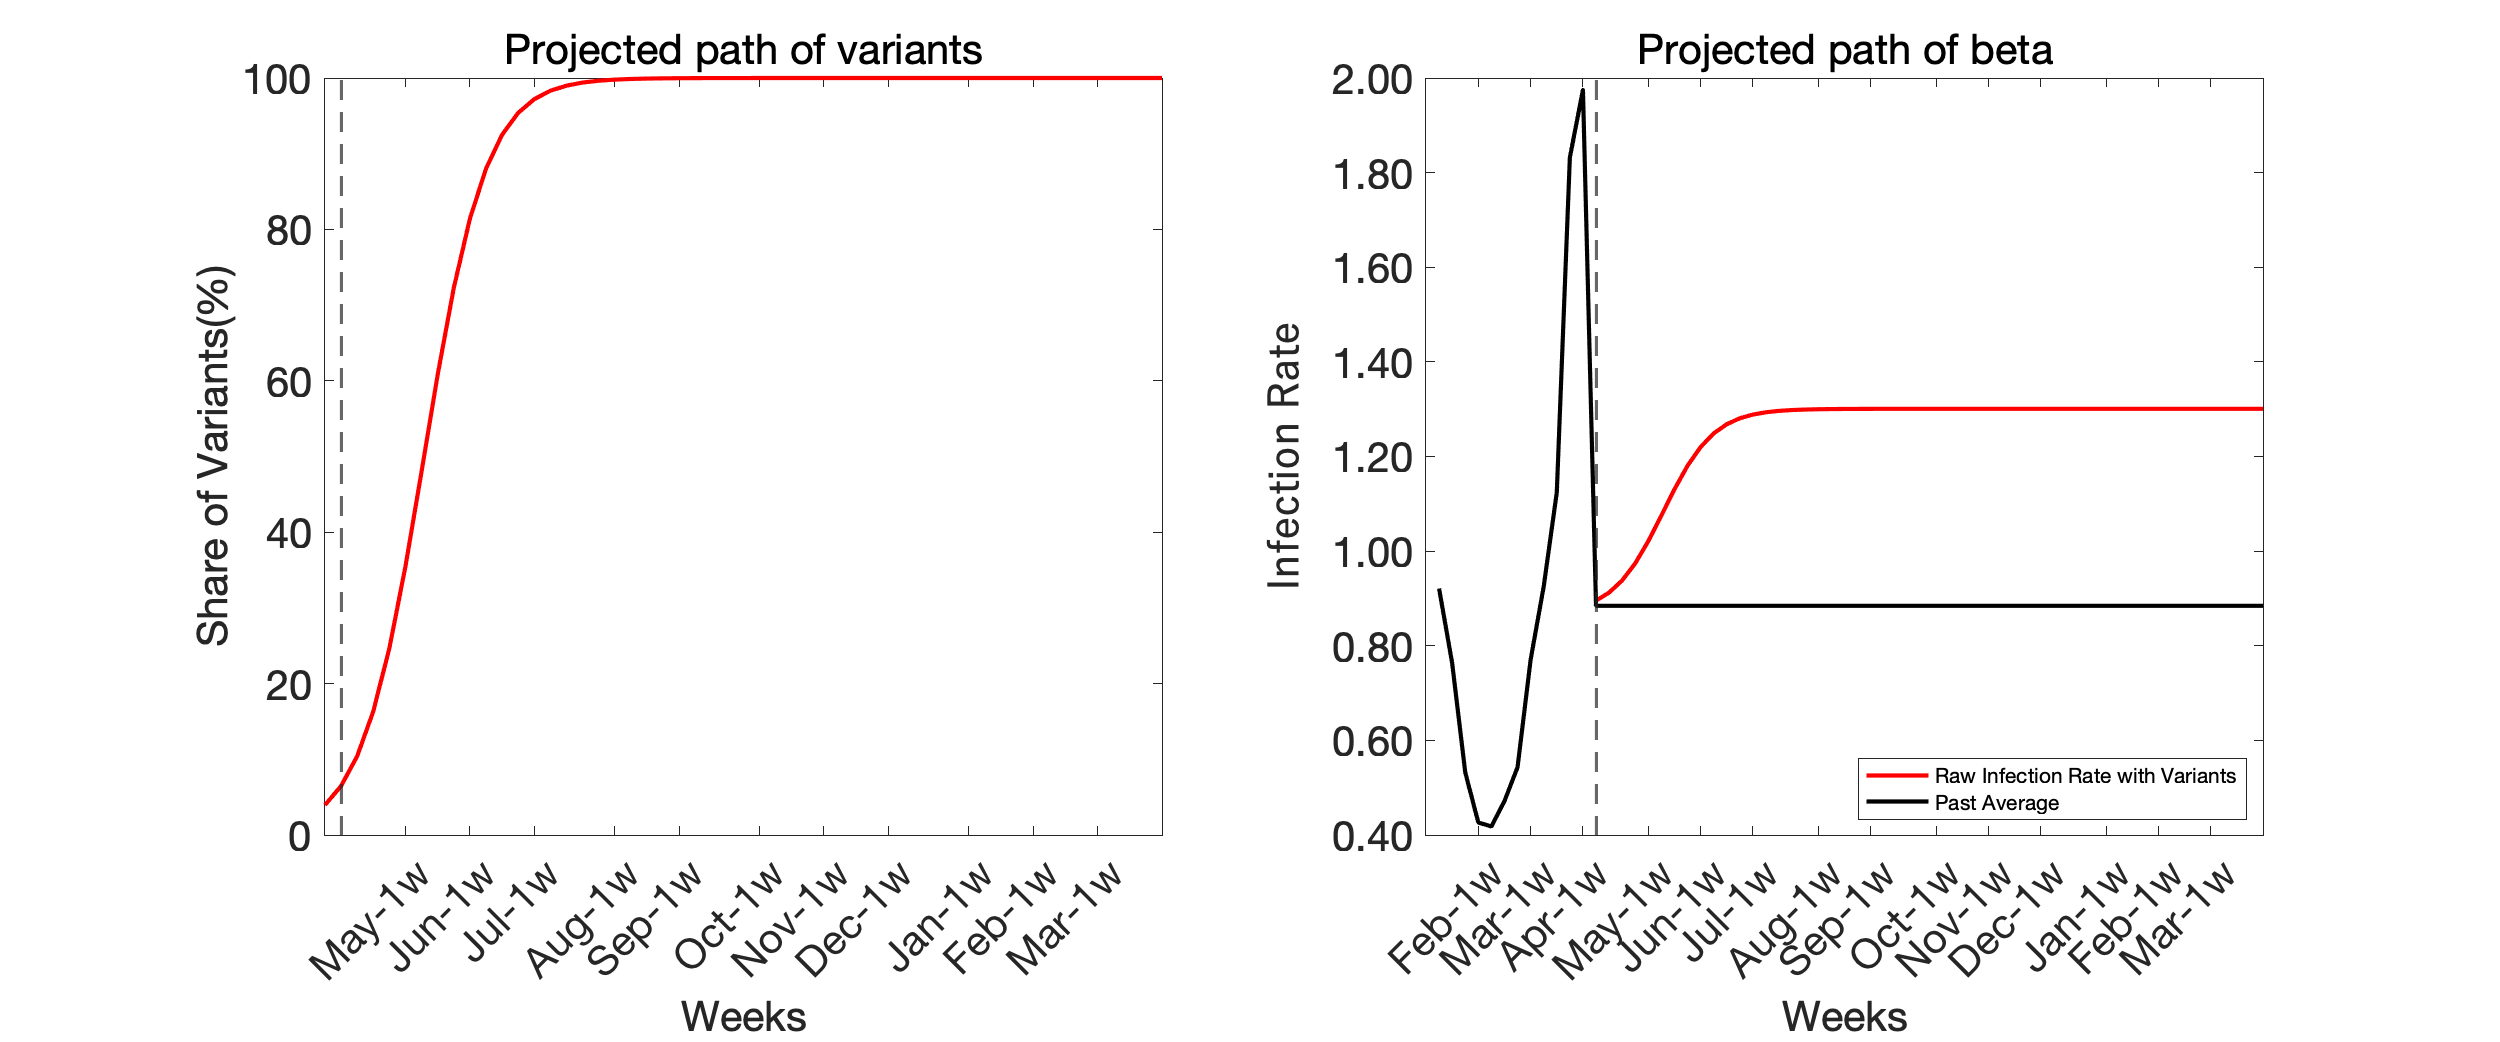 Projected path of variants
100
80
60
40
20
0
Share of Variants(%)
May-1w
Jun-1w
Jul-1w
Aug-1w
Sep-1w
Oct-1w
Nov-1w
Dec-1w
Jan-1w
Feb-1w
Mar-1w
Weeks
Projected path of beta
2.00
1.80
1.60
1.40
1.20
1.00
0.80
0.60
0.40
Infection Rate
Raw Infection Rate with Variants
Past Average
Feb-1w
Mar-1w
Apr-1w
May-1w
Jun-1w
Jul-1w
Aug-1w
Sep-1w
Oct-1w
Nov-1w
Dec-1w
Jan-1w
Feb-1w
Mar-1w
Weeks